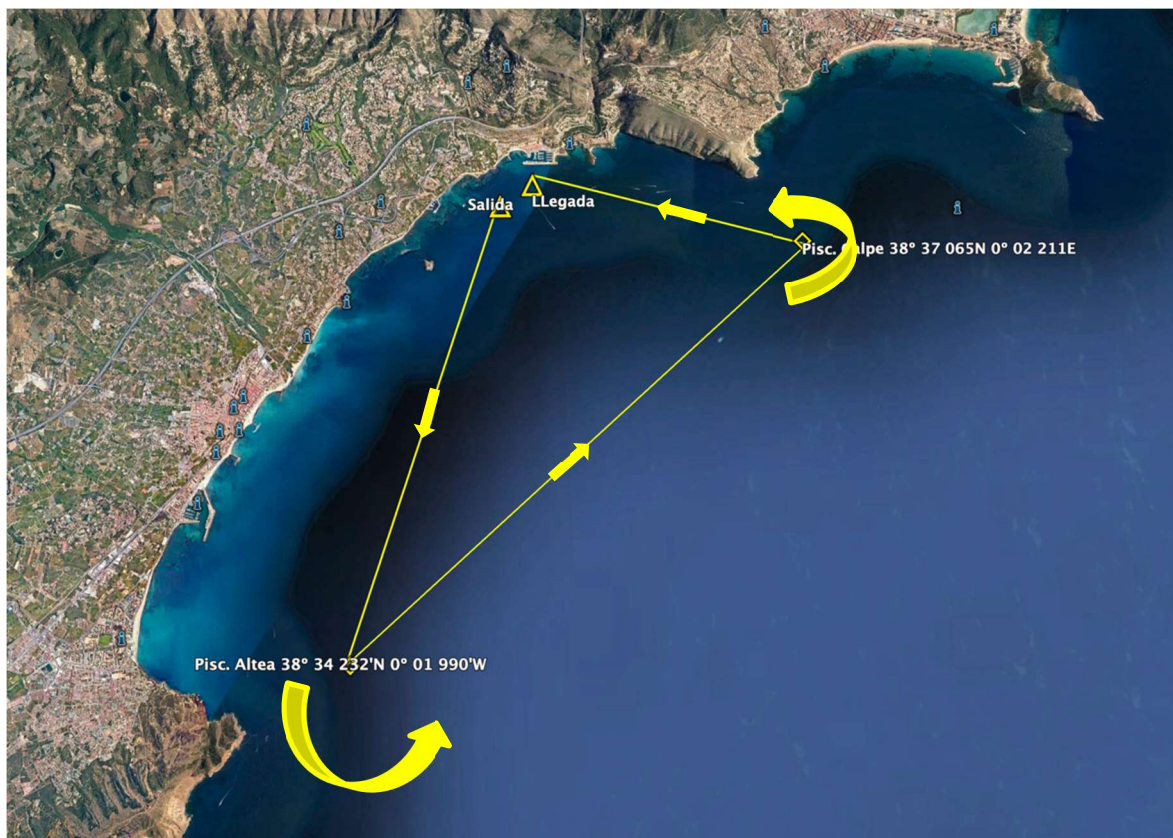 Salida
LLegada
Pisc. Calpe 38° 37 065N 0° 02 211E
Pisc. Altea 38° 34 232'N 0° 01 990'W